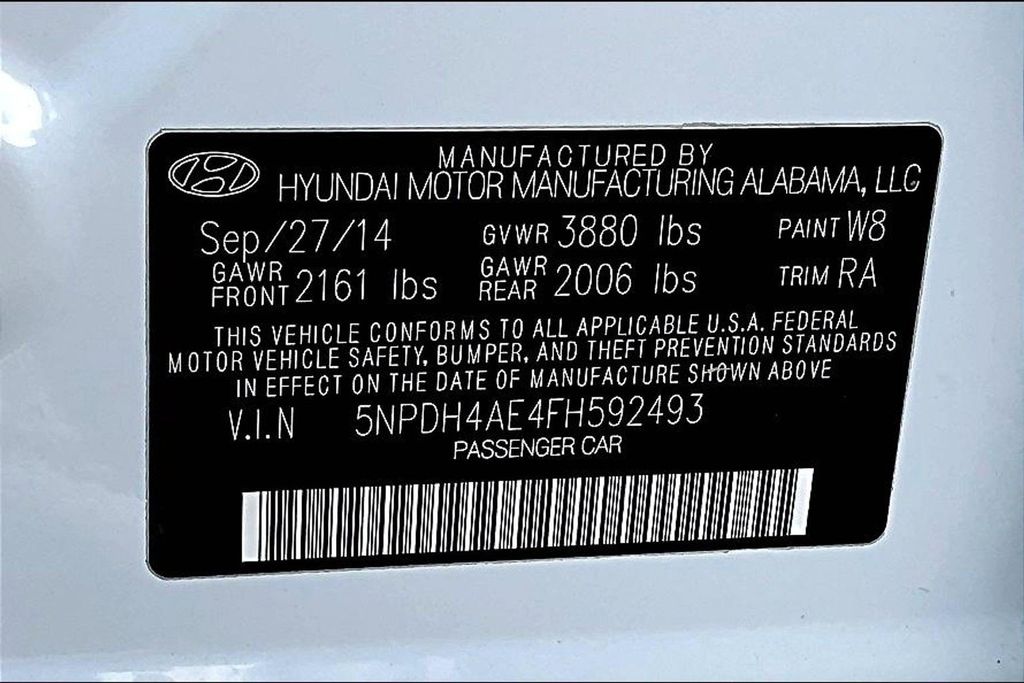 MANUFACTURED BY
HYUNDAI MOTOR MANUFACTURING ALABAMA, LLC
Sep/27/14 GVWR 3880 lbs PAINT W8
GAWR FRONT 2161 lbs GAWR REAR 2006 lbs TRIM RA
THIS VEHICLE CONFORMS TO ALL APPLICABLE U.S.A. FEDERAL
MOTOR VEHICLE SAFETY, BUMPER, AND THEFT PREVENTION STANDARDS
IN EFFECT ON THE DATE OF MANUFACTURE SHOWN ABOVE
V.I.N 5NPDH4AE4FH592493
PASSENGER CAR